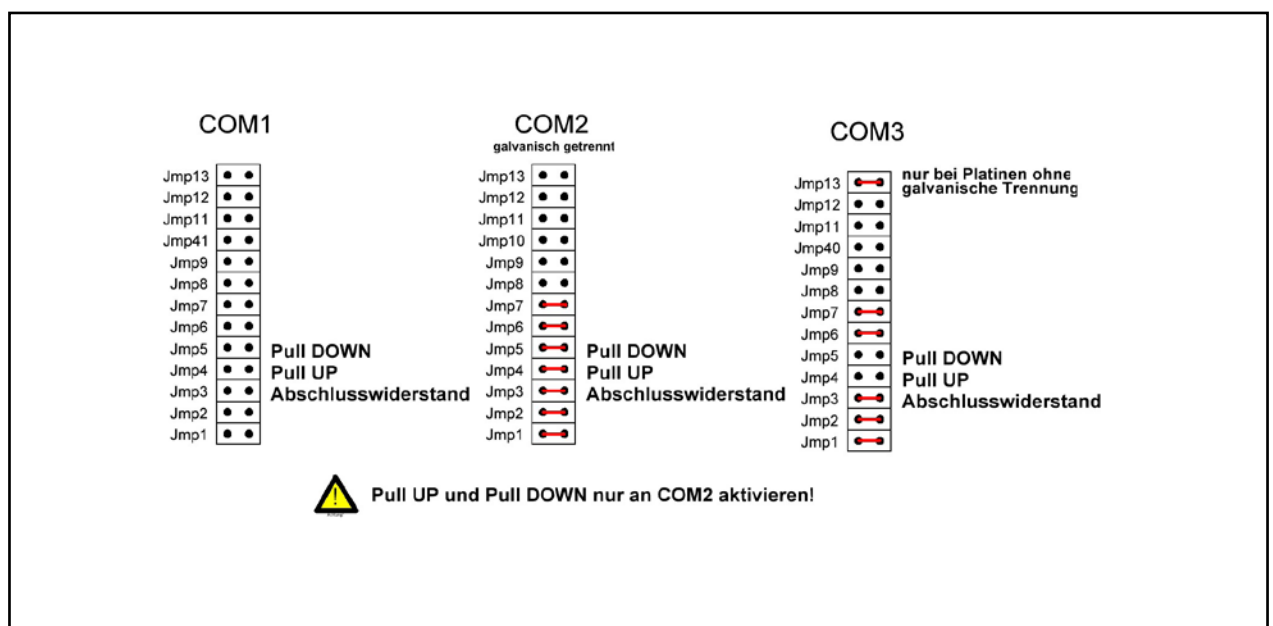 COM1
Jmp13
Jmp12
Jmp11
Jmp41
Jmp9
Jmp8
Jmp7
Jmp6
Jmp5 Pull DOWN
Jmp4 Pull UP
Jmp3 Abschlusswiderstand
Jmp2
Jmp1
COM2
galvanisch getrennt
Jmp13
Jmp12
Jmp11
Jmp10
Jmp9
Jmp8
Jmp7
Jmp6
Jmp5 Pull DOWN
Jmp4 Pull UP
Jmp3 Abschlusswiderstand
Jmp2
Jmp1
COM3
nur bei Platinen ohne
Jmp13 galvanische Trennung
Jmp12
Jmp11
Jmp40
Jmp9
Jmp8
Jmp7
Jmp6
Jmp5 Pull DOWN
Jmp4 Pull UP
Jmp3 Abschlusswiderstand
Jmp2
Jmp1
Pull UP und Pull DOWN nur an COM2 aktivieren!